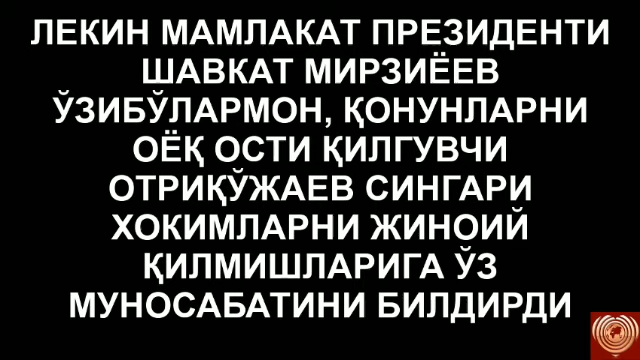 ЛЕКИН МАМЛАКАТ ПРЕЗИДЕНТИ
ШАВКАТ МИРЗИЁЕВ
ЎЗИБЎЛАРМОН, ҚОНУНЛАРНИ
ОЁҚ ОСТИ ҚИЛГУВЧИ
ОТРИҚЎЖАЕВ СИНГАРИ
ХОКИМЛАРНИ ЖИНОИЙ
ҚИЛМИШЛАРИГА ЎЗ
МУНОСАБАТИНИ БИЛДИРДИ